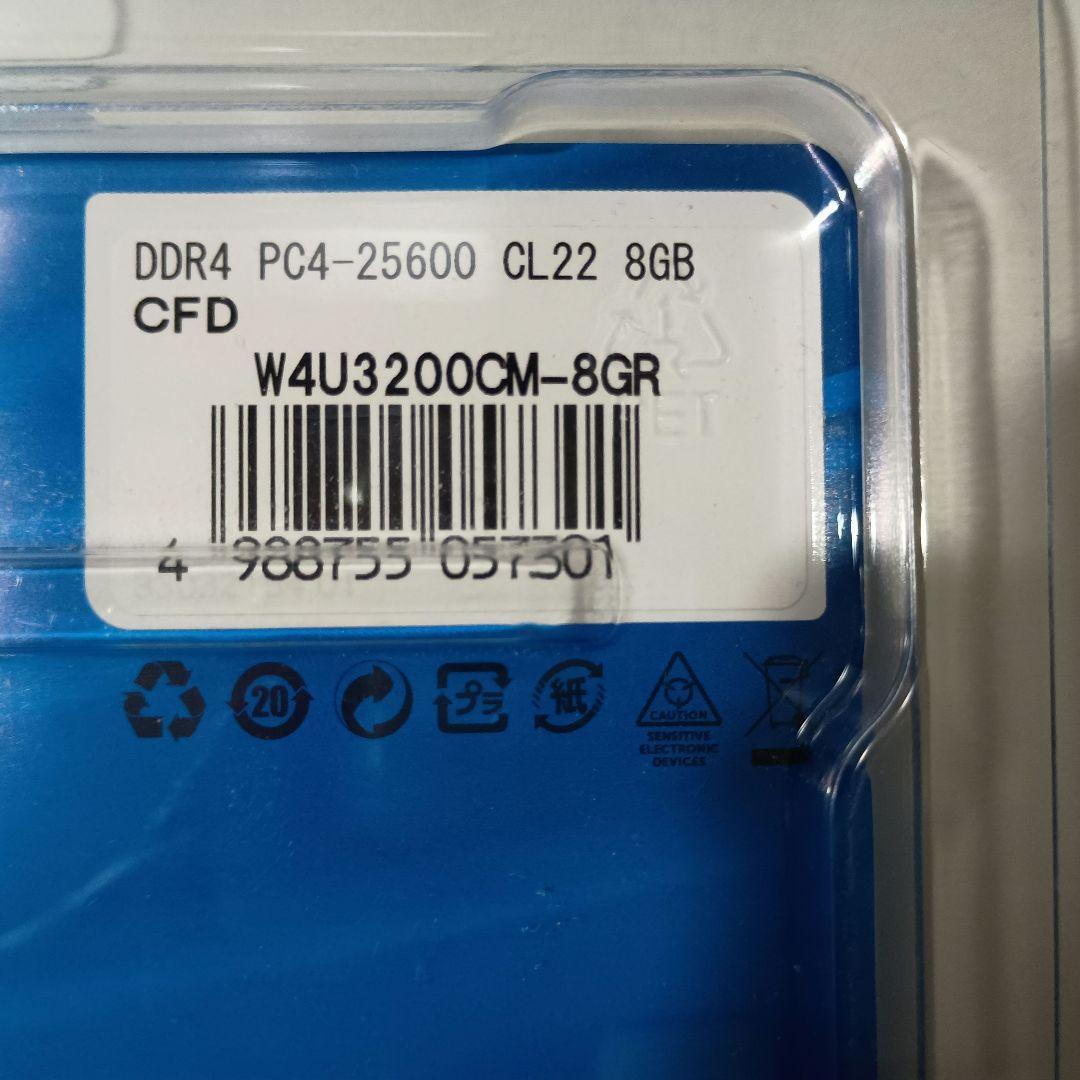 DDR4 PC4-25600 CL22 8GB
CFD
W4U3200CM-8GR
4 988755 057301
20
プラ
紙
CAUTION
SENSITIVE
ELECTRONIC
DEVICES